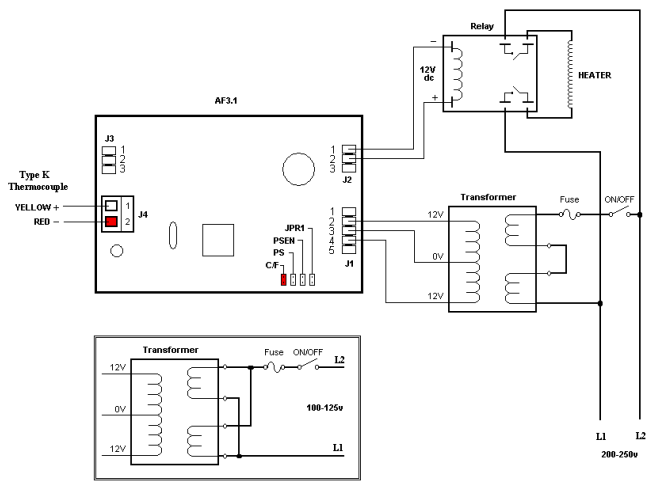 Relay
12V
dc
HEATER
AF3.1
J3
1
2
3
Type K
Thermocouple
YELLOW +
RED −
1
2
J4
1
2
3
J2
−
+
JPR1
PSEN
PS
C/F
1
2
3
4
5
J1
Transformer
12V
0V
12V
Fuse
ON/OFF
L1
L2
200-250v
Transformer
12V
0V
12V
Fuse
ON/OFF
L2
100-125v
L1